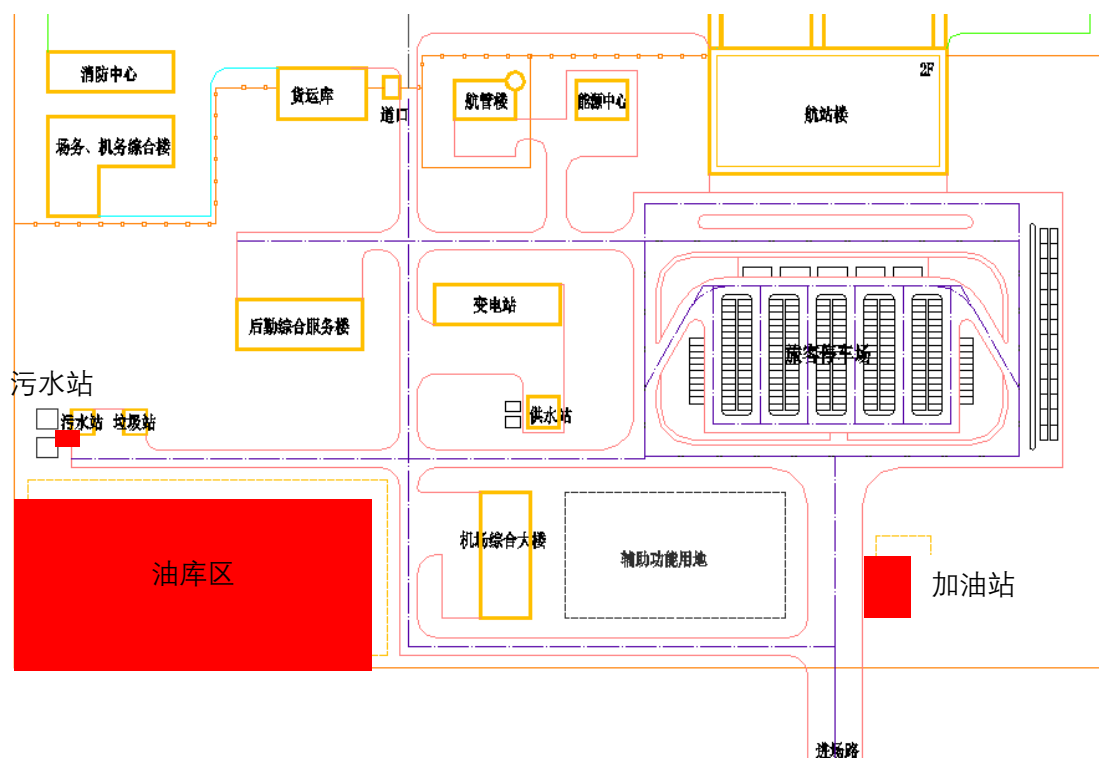 2F
消防中心
货运库
道口
航管楼
能源中心
航站楼
场务、机务综合楼
后勤综合服务楼
变电站
旅客停车场
污水站
污水站
垃圾站
供水站
机场综合大楼
辅助功能用地
油库区
加油站
进场路